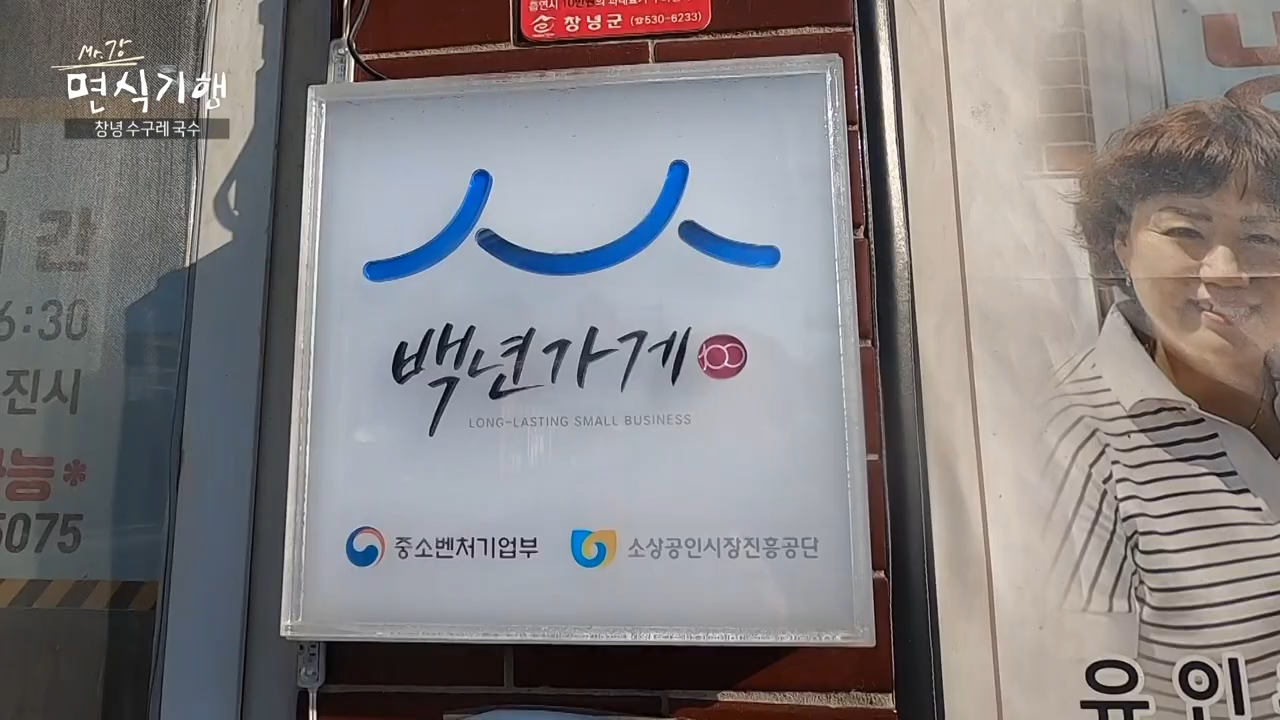 Mr.강
면식기행
창녕 수구레 국수
창녕군 (☎530-6233)
백년가게
100
LONG-LASTING SMALL BUSINESS
중소벤처기업부
소상공인시장진흥공단
간
6:30
진시
능*
5075
유인